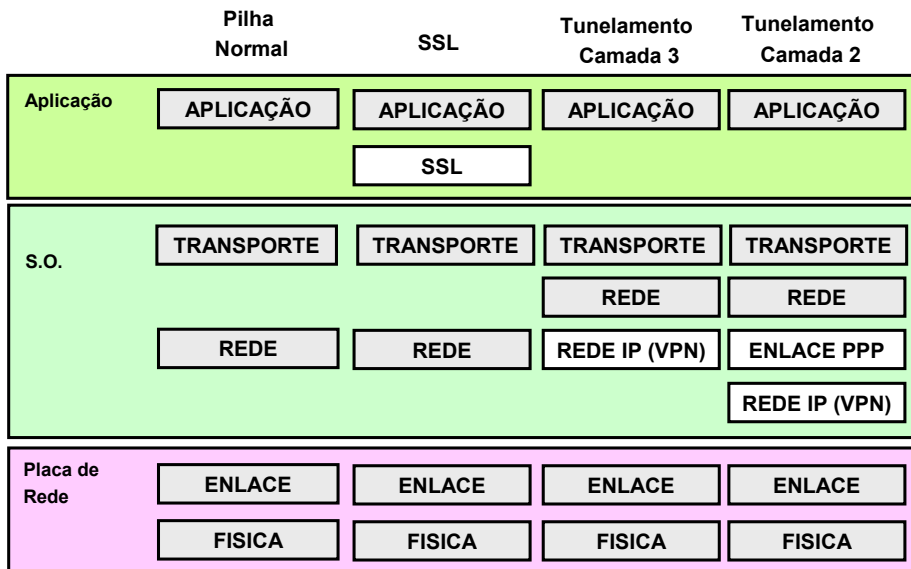 Pilha
Normal
SSL
Tunelamento
Camada 3
Tunelamento
Camada 2
Aplicação
APLICAÇÃO
APLICAÇÃO
APLICAÇÃO
APLICAÇÃO
SSL
S.O.
TRANSPORTE
TRANSPORTE
TRANSPORTE
TRANSPORTE
REDE
REDE
REDE
REDE
REDE IP (VPN)
ENLACE PPP
REDE IP (VPN)
Placa de
Rede
ENLACE
ENLACE
ENLACE
ENLACE
FISICA
FISICA
FISICA
FISICA